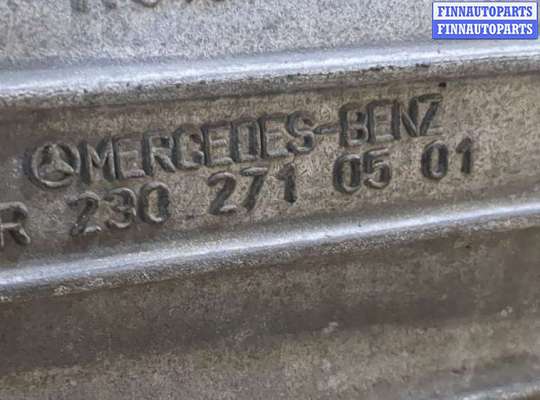 FINNAUTOPARTS
FINNAUTOPARTS
MERCEDES-BENZ
R 230 271 05 01